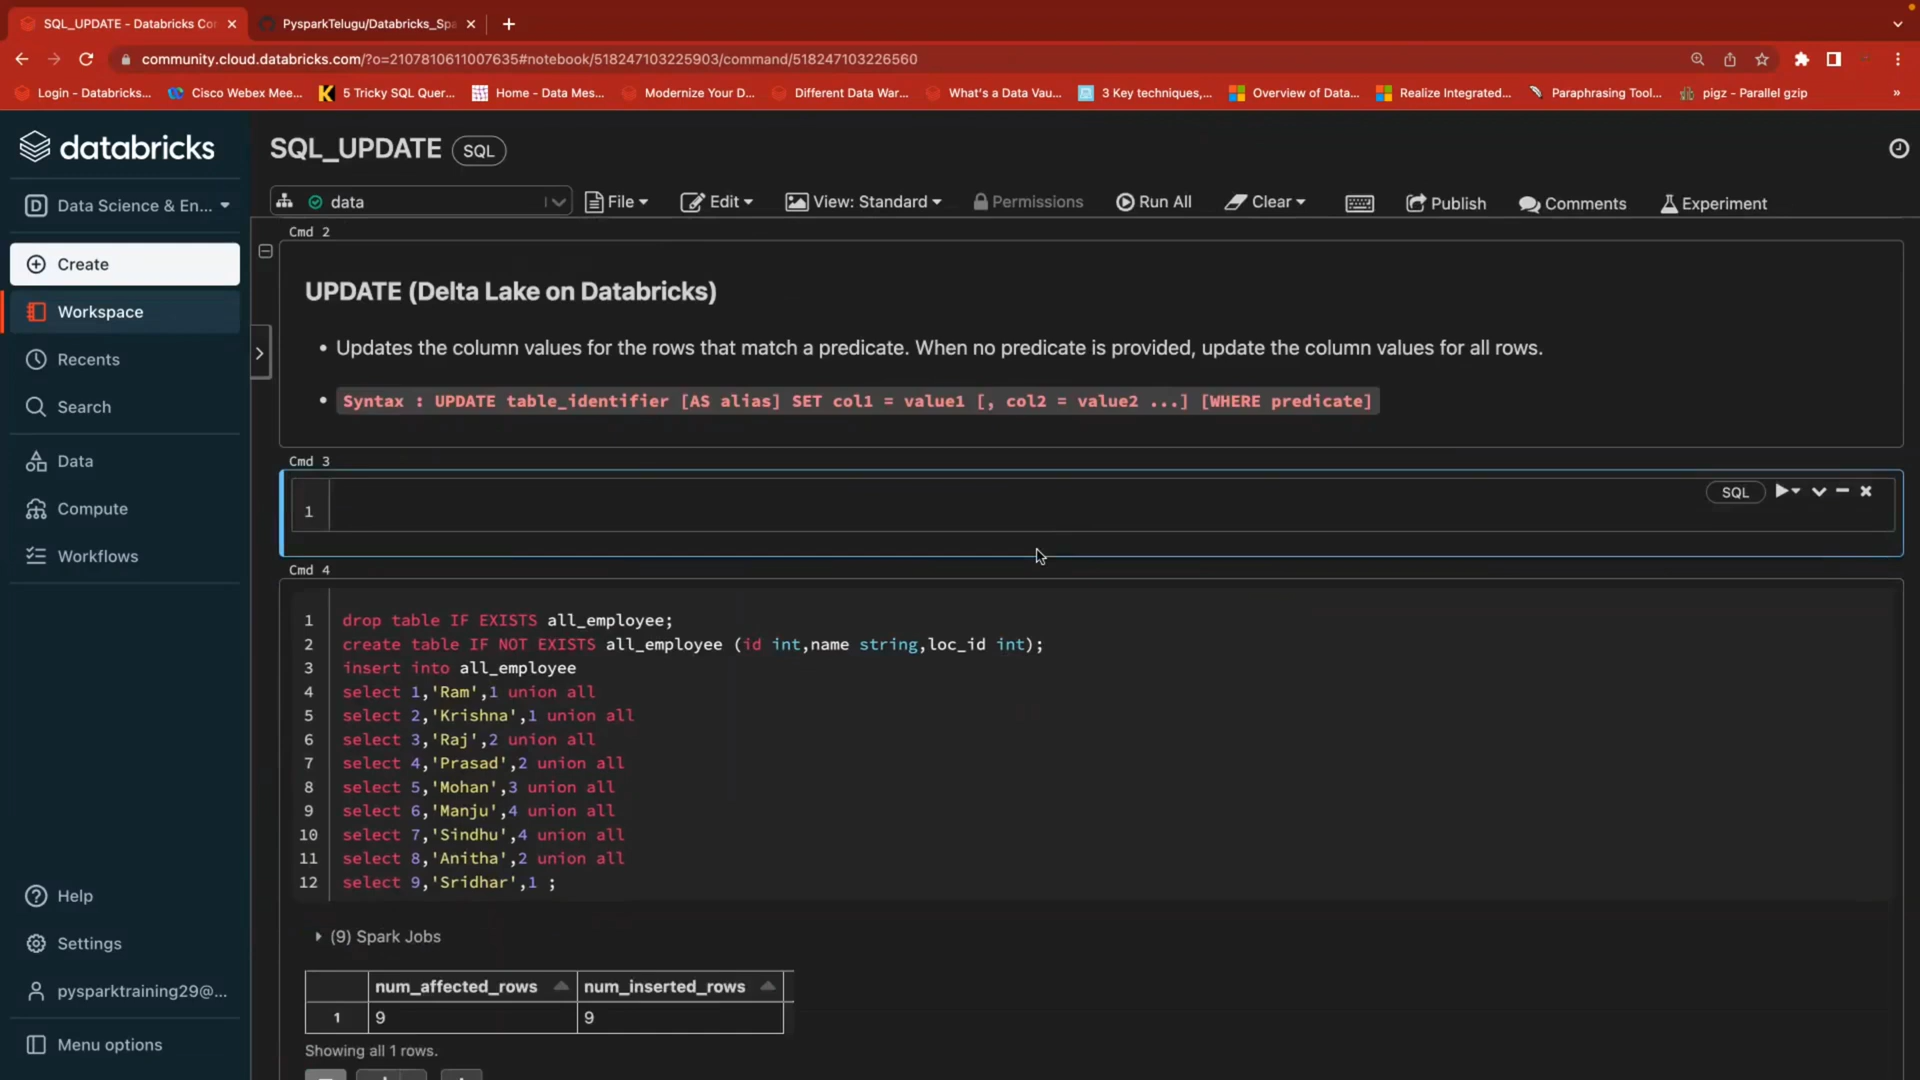 SQL_UPDATE - Databricks Co
PysparkTelugu/Databricks_Spa
community.cloud.databricks.com/?o=2107810611007635#notebook/518247103225903/command/518247103226560
Login - Databricks... Cisco Webex Mee... 5 Tricky SQL Quer... Home - Data Mes... Modernize Your D... Different Data War... What's a Data Vau... 3 Key techniques,... Overview of Data... Realize Integrated... Paraphrasing Tool... pigz - Parallel gzip »
databricks
Data Science & En...
Create
Workspace
Recents
Search
Data
Compute
Workflows
Help
Settings
pysparktraining29@...
Menu options
SQL_UPDATE SQL
data File Edit View: Standard Permissions Run All Clear Publish Comments Experiment
Cmd 2
UPDATE (Delta Lake on Databricks)
• Updates the column values for the rows that match a predicate. When no predicate is provided, update the column values for all rows.
• Syntax : UPDATE table_identifier [AS alias] SET col1 = value1 [, col2 = value2 ...] [WHERE predicate]
Cmd 3
SQL
1
Cmd 4
1 drop table IF EXISTS all_employee;
2 create table IF NOT EXISTS all_employee (id int,name string,loc_id int);
3 insert into all_employee
4 select 1,'Ram',1 union all
5 select 2,'Krishna',1 union all
6 select 3,'Raj',2 union all
7 select 4,'Prasad',2 union all
8 select 5,'Mohan',3 union all
9 select 6,'Manju',4 union all
10 select 7,'Sindhu',4 union all
11 select 8,'Anitha',2 union all
12 select 9,'Sridhar',1 ;
(9) Spark Jobs
num_affected_rows num_inserted_rows
1 9 9
Showing all 1 rows.